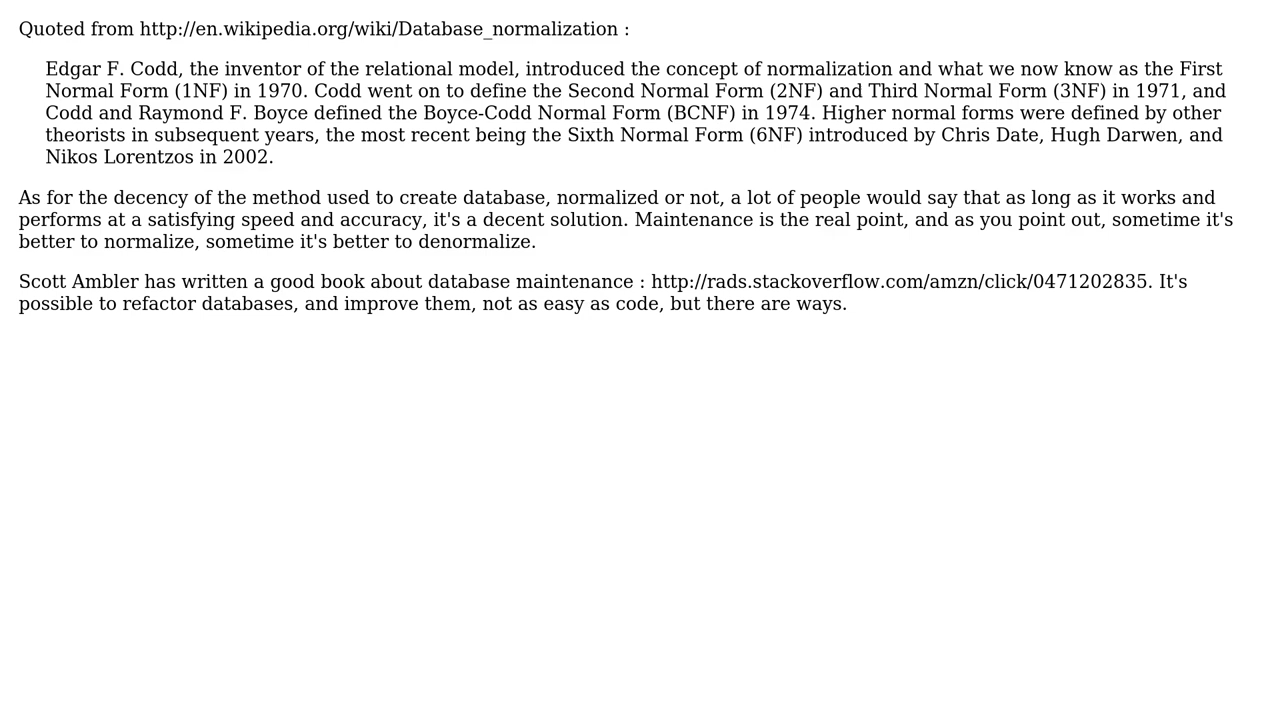 Quoted from http://en.wikipedia.org/wiki/Database_normalization :
Edgar F. Codd, the inventor of the relational model, introduced the concept of normalization and what we now know as the First
Normal Form (1NF) in 1970. Codd went on to define the Second Normal Form (2NF) and Third Normal Form (3NF) in 1971, and
Codd and Raymond F. Boyce defined the Boyce-Codd Normal Form (BCNF) in 1974. Higher normal forms were defined by other
theorists in subsequent years, the most recent being the Sixth Normal Form (6NF) introduced by Chris Date, Hugh Darwen, and
Nikos Lorentzos in 2002.
As for the decency of the method used to create database, normalized or not, a lot of people would say that as long as it works and
performs at a satisfying speed and accuracy, it's a decent solution. Maintenance is the real point, and as you point out, sometime it's
better to normalize, sometime it's better to denormalize.
Scott Ambler has written a good book about database maintenance : http://rads.stackoverflow.com/amzn/click/0471202835. It's
possible to refactor databases, and improve them, not as easy as code, but there are ways.